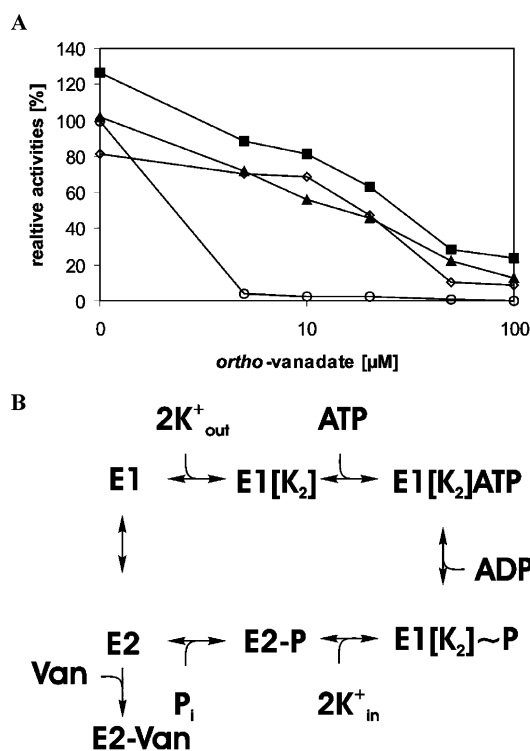 A
140
120
100
80
60
40
20
0
realtive activities [%]
0 10 100
ortho-vanadate [µM]
B
2K+out ATP
E1 E1[K2] E1[K2]ATP
ADP
E2 E2-P E1[K2]~P
Van
Pi 2K+in
E2-Van